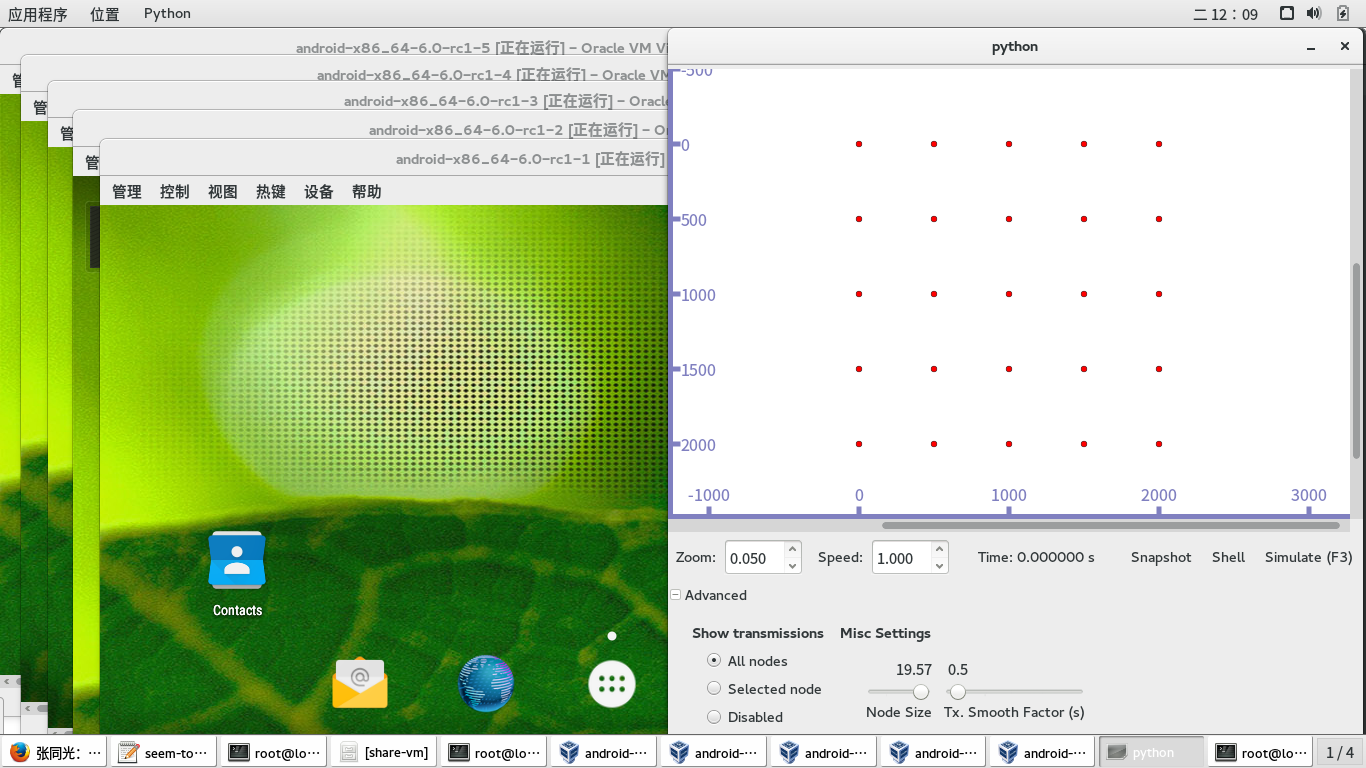 应用程序 位置 Python 二 12：09
android-x86_64-6.0-rc1-5 [正在运行] - Oracle VM Vi
android-x86_64-6.0-rc1-4 [正在运行] - Oracle VM
android-x86_64-6.0-rc1-3 [正在运行] - Oracle
android-x86_64-6.0-rc1-2 [正在运行] - O
android-x86_64-6.0-rc1-1 [正在运行]
管
管
管
管
管理 控制 视图 热键 设备 帮助
Contacts
python
-500
0
500
1000
1500
2000
-1000 0 1000 2000 3000
Zoom: 0.050 Speed: 1.000 Time: 0.000000 s Snapshot Shell Simulate (F3)
Advanced
Show transmissions Misc Settings
All nodes 19.57 0.5
Selected node
Node Size Tx. Smooth Factor (s)
Disabled
张同光: ··· seem-to··· root@lo··· [share-vm] root@lo··· android-··· android-··· android-··· android-··· android-··· python root@lo··· 1 / 4